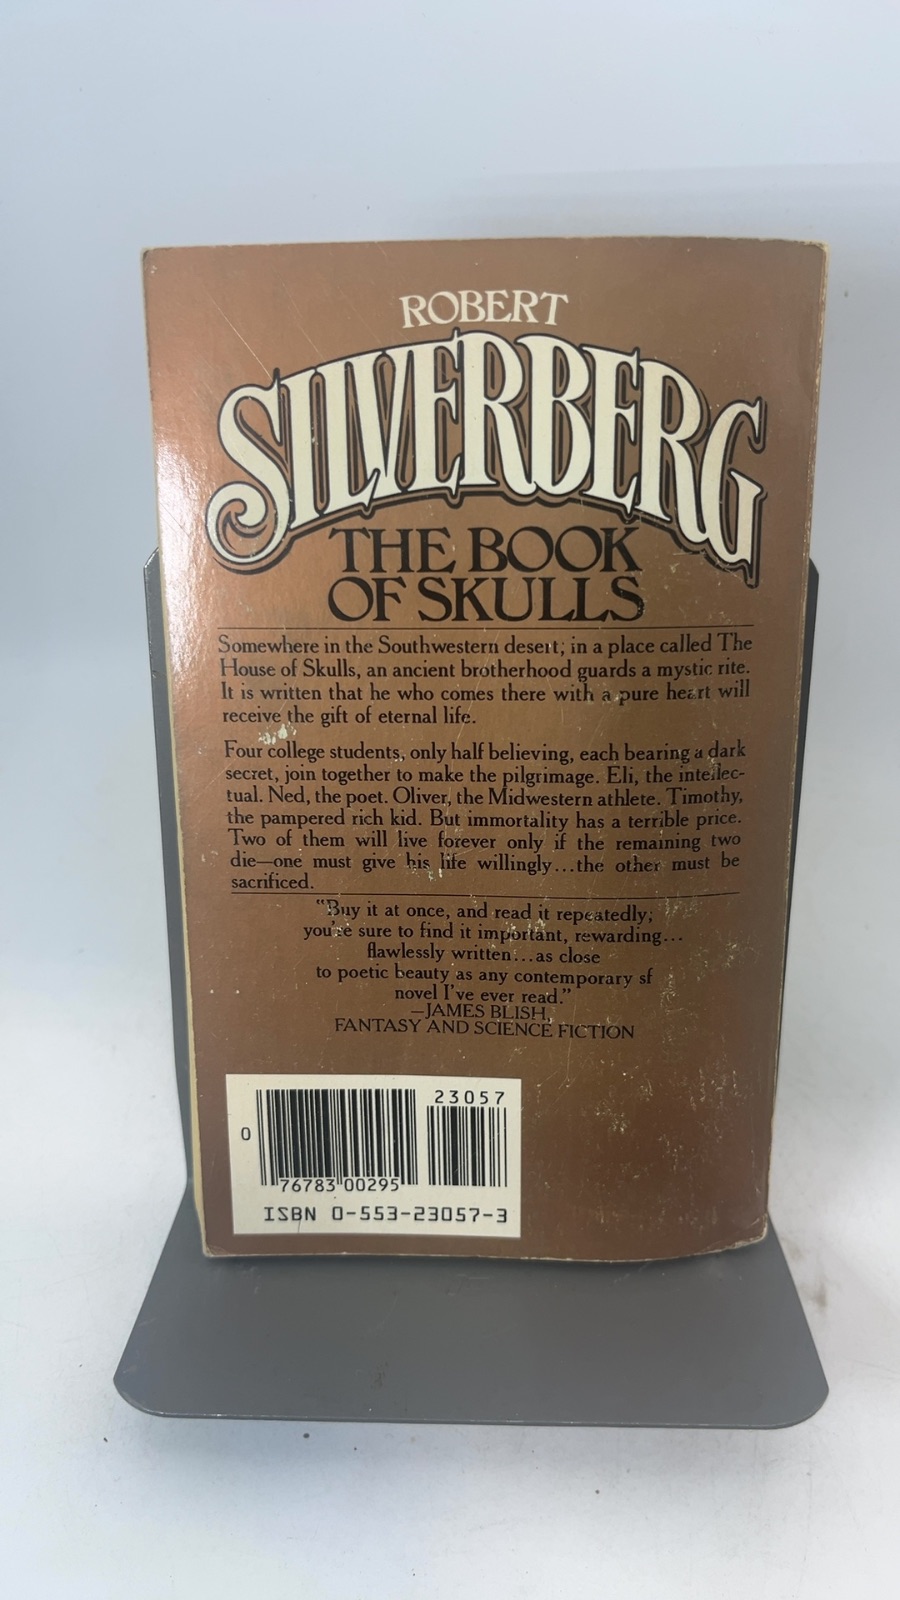 ROBERT
SILVERBERG
THE BOOK
OF SKULLS
Somewhere in the Southwestern desert; in a place called The
House of Skulls, an ancient brotherhood guards a mystic rite.
It is written that he who comes there with a pure heart will
receive the gift of eternal life.
Four college students, only half believing, each bearing a dark
secret, join together to make the pilgrimage. Eli, the intellec-
tual. Ned, the poet. Oliver, the Midwestern athlete. Timothy,
the pampered rich kid. But immortality has a terrible price.
Two of them will live forever only if the remaining two
die—one must give his life willingly...the other must be
sacrificed.
"Buy it at once, and read it repeatedly;
you're sure to find it important, rewarding...
flawlessly written...as close
to poetic beauty as any contemporary sf
novel I've ever read."
—JAMES BLISH,
FANTASY AND SCIENCE FICTION
23057
0
76783 00295
ISBN 0-553-23057-3